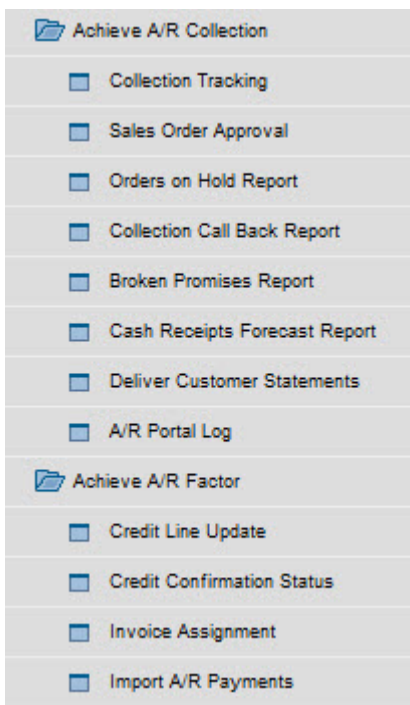 Achieve A/R Collection
Collection Tracking
Sales Order Approval
Orders on Hold Report
Collection Call Back Report
Broken Promises Report
Cash Receipts Forecast Report
Deliver Customer Statements
A/R Portal Log
Achieve A/R Factor
Credit Line Update
Credit Confirmation Status
Invoice Assignment
Import A/R Payments